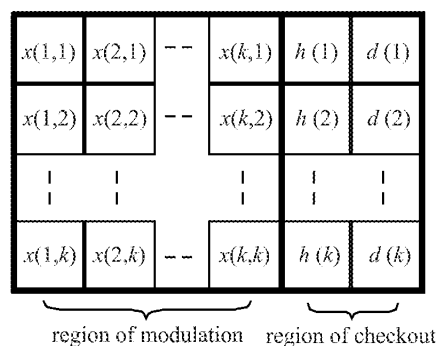 x(1,1) x(2,1) -- x(k,1) h (1) d (1)
x(1,2) x(2,2) -- x(k,2) h (2) d (2)
x(1,k) x(2,k) -- x(k,k) h (k) d (k)
region of modulation region of checkout